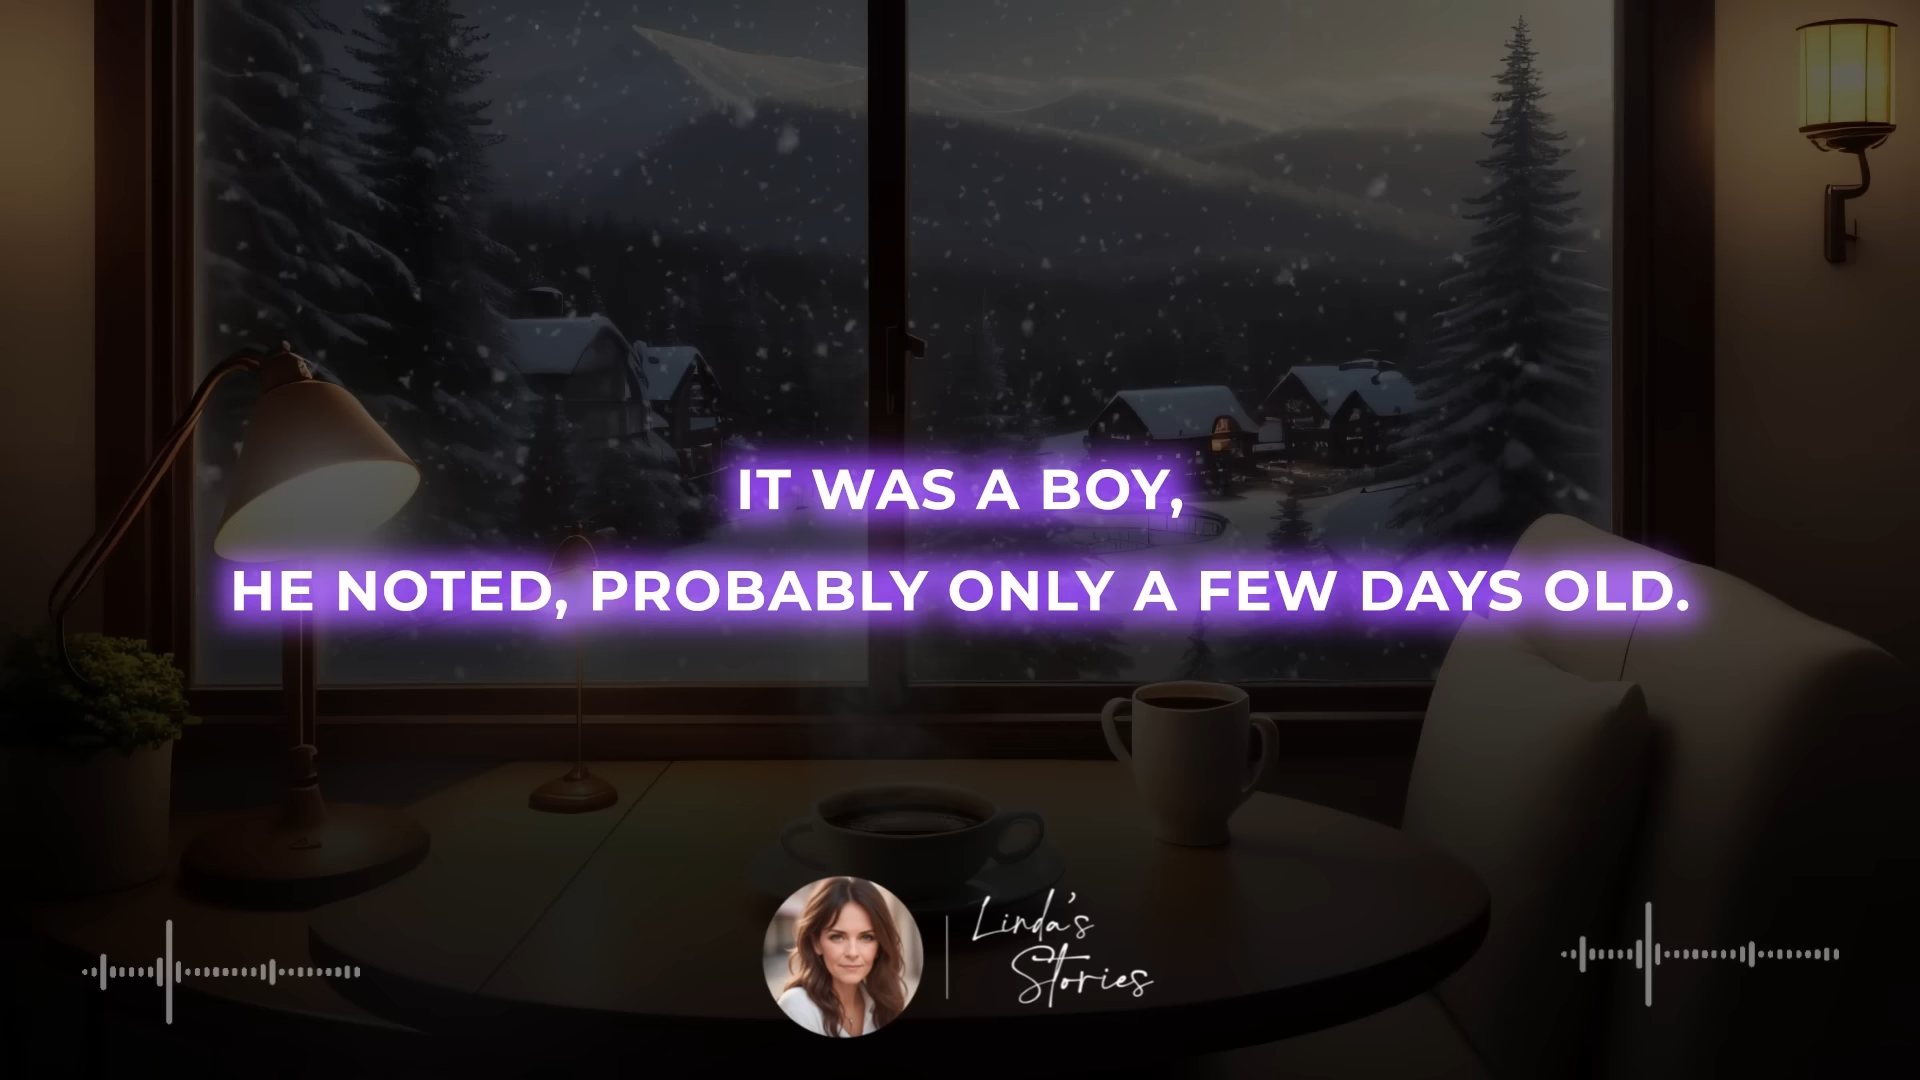 IT WAS A BOY,
HE NOTED, PROBABLY ONLY A FEW DAYS OLD.
Linda's
Stories